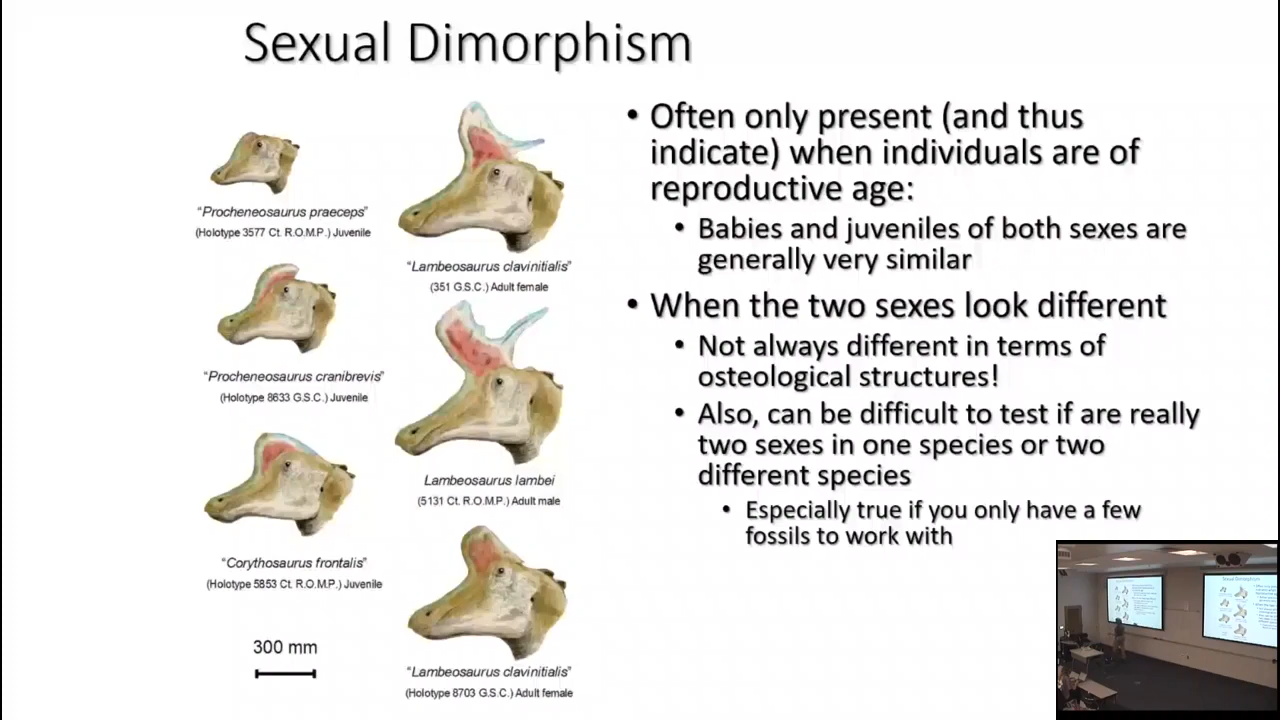 Sexual Dimorphism
"Procheneosaurus praeceps"
(Holotype 3577 Ct. R.O.M.P.) Juvenile
"Lambeosaurus clavinitialis"
(351 G.S.C.) Adult female
"Procheneosaurus cranibrevis"
(Holotype 8633 G.S.C.) Juvenile
Lambeosaurus lambei
(5131 Ct. R.O.M.P.) Adult male
"Corythosaurus frontalis"
(Holotype 5853 Ct. R.O.M.P.) Juvenile
300 mm
"Lambeosaurus clavinitialis"
(Holotype 8703 G.S.C.) Adult female
• Often only present (and thus
indicate) when individuals are of
reproductive age:
• Babies and juveniles of both sexes are
generally very similar
• When the two sexes look different
• Not always different in terms of
osteological structures!
• Also, can be difficult to test if are really
two sexes in one species or two
different species
• Especially true if you only have a few
fossils to work with
Sexual Dimorphism